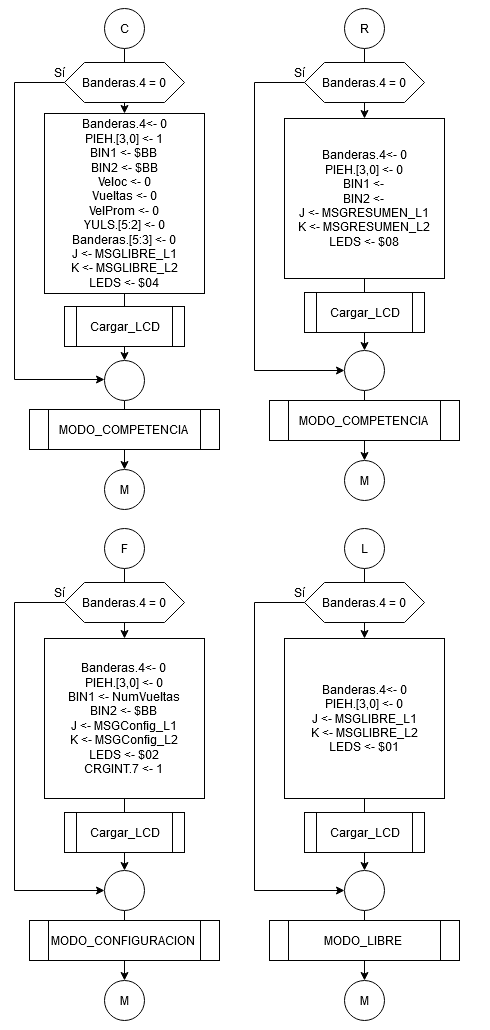 C
Sí
Banderas.4 = 0
Banderas.4<- 0
PIEH.[3,0] <- 1
BIN1 <- $BB
BIN2 <- $BB
Veloc <- 0
Vueltas <- 0
VelProm <- 0
YULS.[5:2] <- 0
Banderas.[5:3] <- 0
J <- MSGLIBRE_L1
K <- MSGLIBRE_L2
LEDS <- $04
Cargar_LCD
MODO_COMPETENCIA
M
R
Sí
Banderas.4 = 0
Banderas.4<- 0
PIEH.[3,0] <- 0
BIN1 <-
BIN2 <-
J <- MSGRESUMEN_L1
K <- MSGRESUMEN_L2
LEDS <- $08
Cargar_LCD
MODO_COMPETENCIA
M
F
Sí
Banderas.4 = 0
Banderas.4<- 0
PIEH.[3,0] <- 0
BIN1 <- NumVueltas
BIN2 <- $BB
J <- MSGConfig_L1
K <- MSGConfig_L2
LEDS <- $02
CRGINT.7 <- 1
Cargar_LCD
MODO_CONFIGURACION
M
L
Sí
Banderas.4 = 0
Banderas.4<- 0
PIEH.[3,0] <- 0
J <- MSGLIBRE_L1
K <- MSGLIBRE_L2
LEDS <- $01
Cargar_LCD
MODO_LIBRE
M